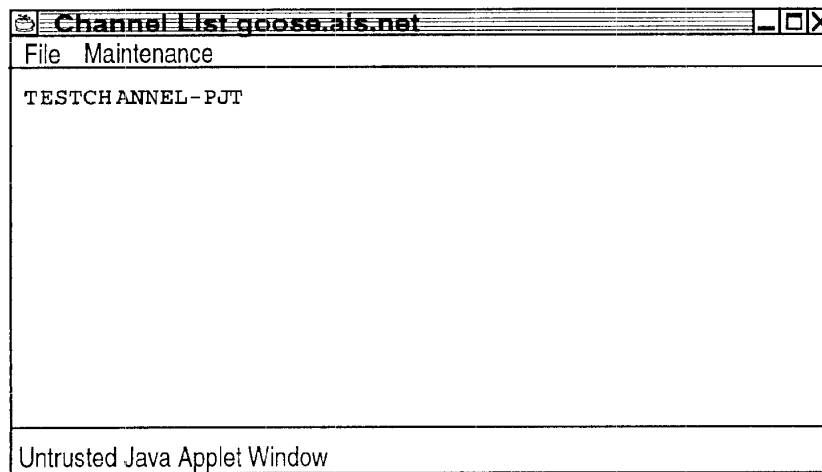 Channel List goose.ais.net
File Maintenance
TESTCHANNEL-PJT
Untrusted Java Applet Window